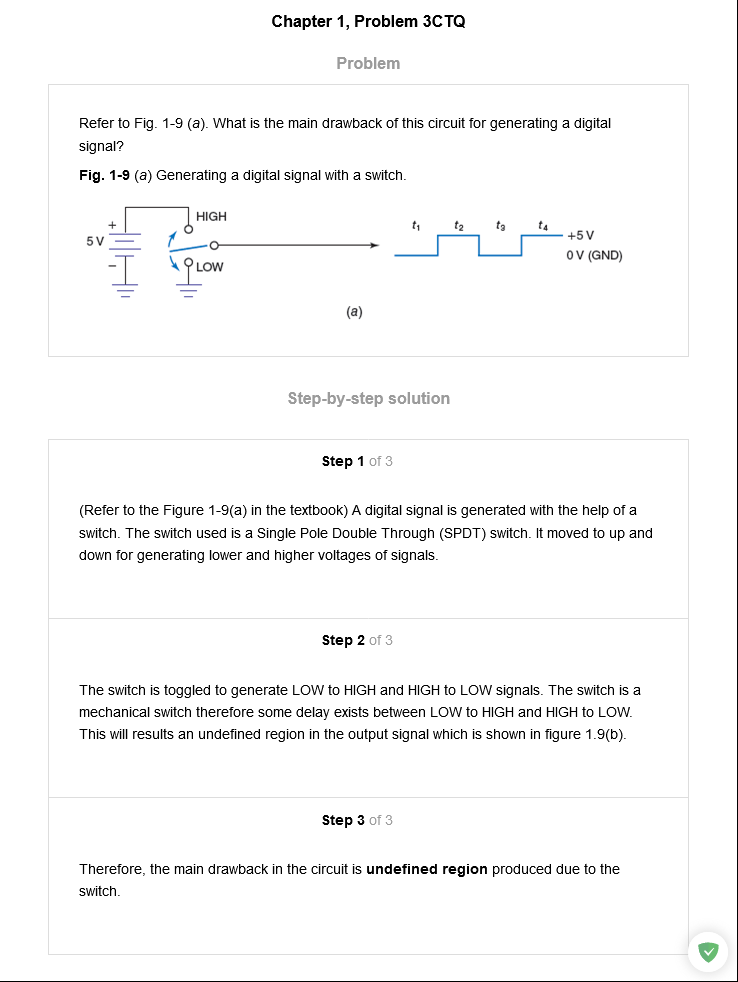 Chapter 1, Problem 3CTQ
Problem
Refer to Fig. 1-9 (a). What is the main drawback of this circuit for generating a digital
signal?
Fig. 1-9 (a) Generating a digital signal with a switch.
HIGH
+
5 V
−
LOW
t1 t2 t3 t4
+5 V
0 V (GND)
(a)
Step-by-step solution
Step 1 of 3
(Refer to the Figure 1-9(a) in the textbook) A digital signal is generated with the help of a
switch. The switch used is a Single Pole Double Through (SPDT) switch. It moved to up and
down for generating lower and higher voltages of signals.
Step 2 of 3
The switch is toggled to generate LOW to HIGH and HIGH to LOW signals. The switch is a
mechanical switch therefore some delay exists between LOW to HIGH and HIGH to LOW.
This will results an undefined region in the output signal which is shown in figure 1.9(b).
Step 3 of 3
Therefore, the main drawback in the circuit is undefined region produced due to the
switch.